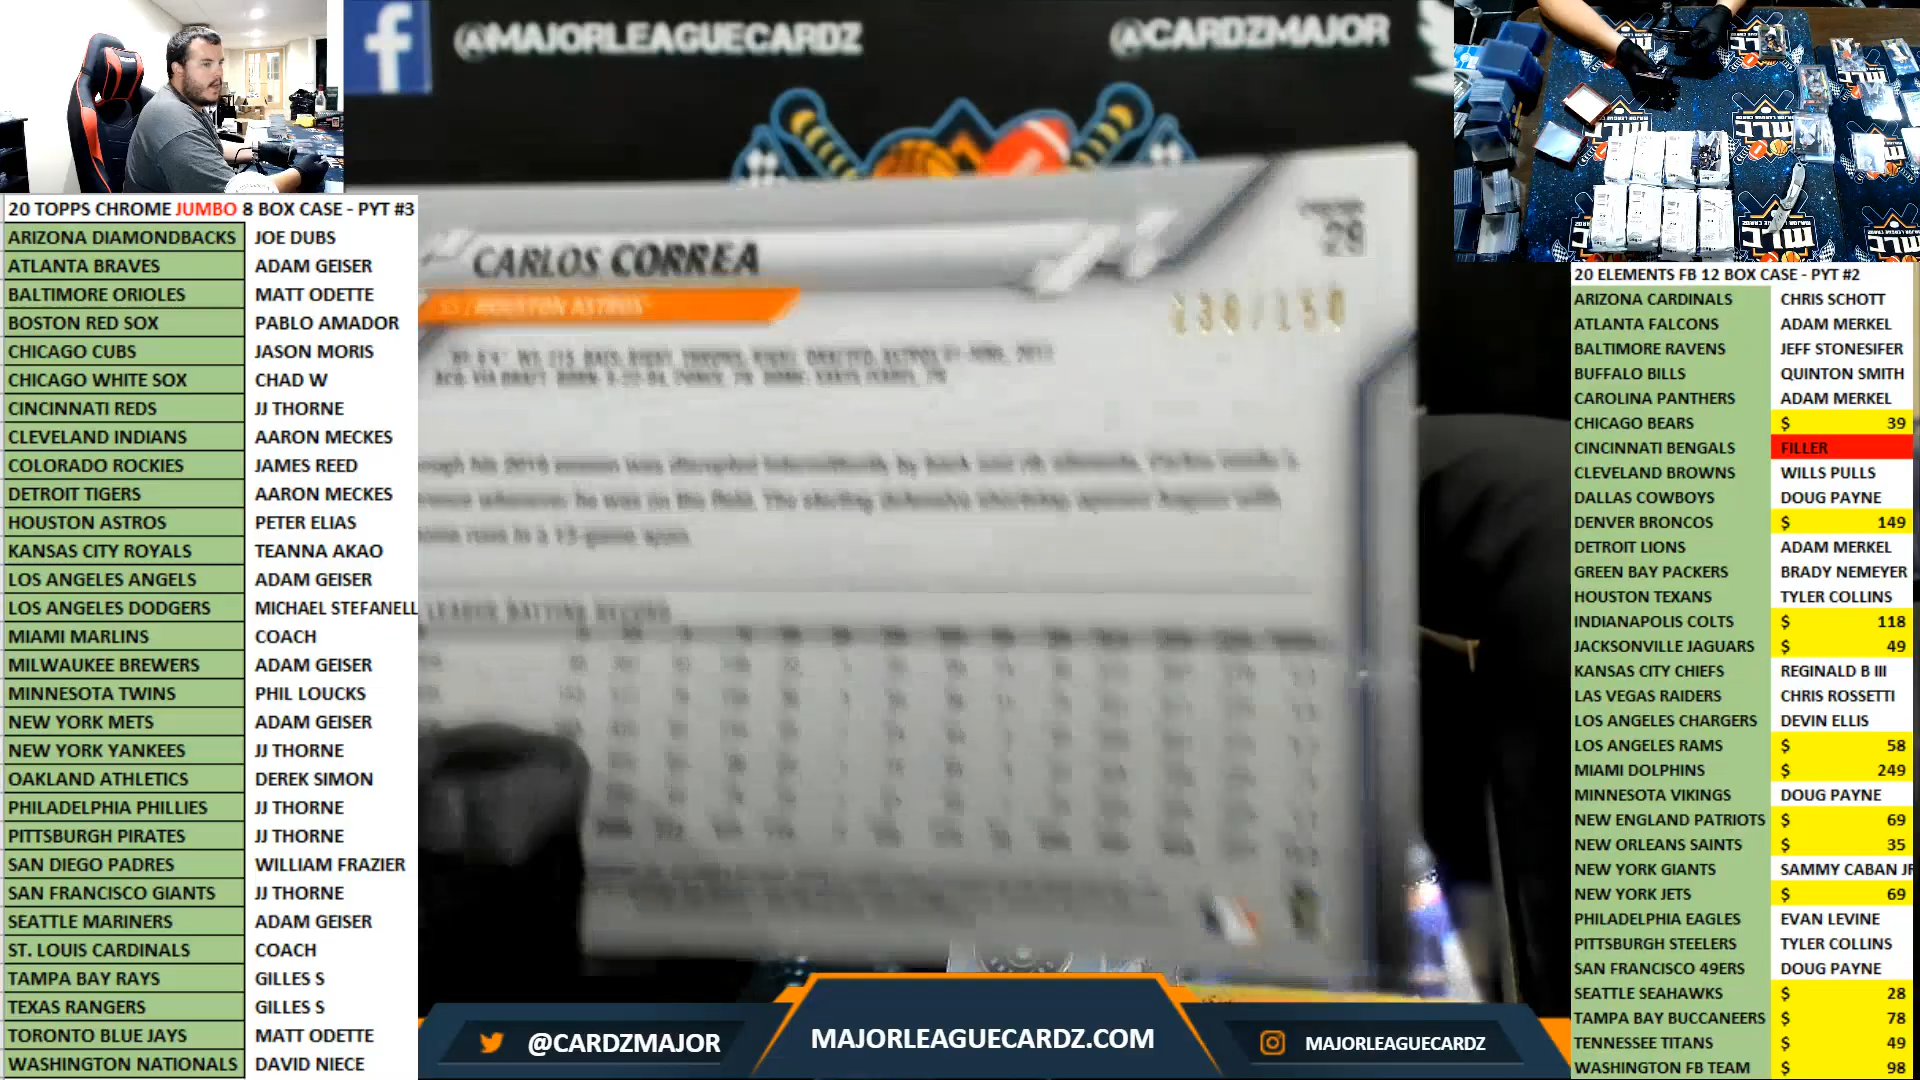 @MAJORLEAGUECARDZ
@CARDZMAJOR
20 TOPPS CHROME JUMBO 8 BOX CASE - PYT #3
ARIZONA DIAMONDBACKS JOE DUBS
ATLANTA BRAVES ADAM GEISER
BALTIMORE ORIOLES MATT ODETTE
BOSTON RED SOX PABLO AMADOR
CHICAGO CUBS JASON MORIS
CHICAGO WHITE SOX CHAD W
CINCINNATI REDS JJ THORNE
CLEVELAND INDIANS AARON MECKES
COLORADO ROCKIES JAMES REED
DETROIT TIGERS AARON MECKES
HOUSTON ASTROS PETER ELIAS
KANSAS CITY ROYALS TEANNA AKAO
LOS ANGELES ANGELS ADAM GEISER
LOS ANGELES DODGERS MICHAEL STEFANELL
MIAMI MARLINS COACH
MILWAUKEE BREWERS ADAM GEISER
MINNESOTA TWINS PHIL LOUCKS
NEW YORK METS ADAM GEISER
NEW YORK YANKEES JJ THORNE
OAKLAND ATHLETICS DEREK SIMON
PHILADELPHIA PHILLIES JJ THORNE
PITTSBURGH PIRATES JJ THORNE
SAN DIEGO PADRES WILLIAM FRAZIER
SAN FRANCISCO GIANTS JJ THORNE
SEATTLE MARINERS ADAM GEISER
ST. LOUIS CARDINALS COACH
TAMPA BAY RAYS GILLES S
TEXAS RANGERS GILLES S
TORONTO BLUE JAYS MATT ODETTE
WASHINGTON NATIONALS DAVID NIECE
CARLOS CORREA
29
HOUSTON ASTROS
130/150
LEAGUE BATTING RECORD
20 ELEMENTS FB 12 BOX CASE - PYT #2
ARIZONA CARDINALS CHRIS SCHOTT
ATLANTA FALCONS ADAM MERKEL
BALTIMORE RAVENS JEFF STONESIFER
BUFFALO BILLS QUINTON SMITH
CAROLINA PANTHERS ADAM MERKEL
CHICAGO BEARS $ 39
CINCINNATI BENGALS FILLER
CLEVELAND BROWNS WILLS PULLS
DALLAS COWBOYS DOUG PAYNE
DENVER BRONCOS $ 149
DETROIT LIONS ADAM MERKEL
GREEN BAY PACKERS BRADY NEMEYER
HOUSTON TEXANS TYLER COLLINS
INDIANAPOLIS COLTS $ 118
JACKSONVILLE JAGUARS $ 49
KANSAS CITY CHIEFS REGINALD B III
LAS VEGAS RAIDERS CHRIS ROSSETTI
LOS ANGELES CHARGERS DEVIN ELLIS
LOS ANGELES RAMS $ 58
MIAMI DOLPHINS $ 249
MINNESOTA VIKINGS DOUG PAYNE
NEW ENGLAND PATRIOTS $ 69
NEW ORLEANS SAINTS $ 35
NEW YORK GIANTS SAMMY CABAN JR
NEW YORK JETS $ 69
PHILADELPHIA EAGLES EVAN LEVINE
PITTSBURGH STEELERS TYLER COLLINS
SAN FRANCISCO 49ERS DOUG PAYNE
SEATTLE SEAHAWKS $ 28
TAMPA BAY BUCCANEERS $ 78
TENNESSEE TITANS $ 49
WASHINGTON FB TEAM $ 98
@CARDZMAJOR
MAJORLEAGUECARDZ.COM
MAJORLEAGUECARDZ